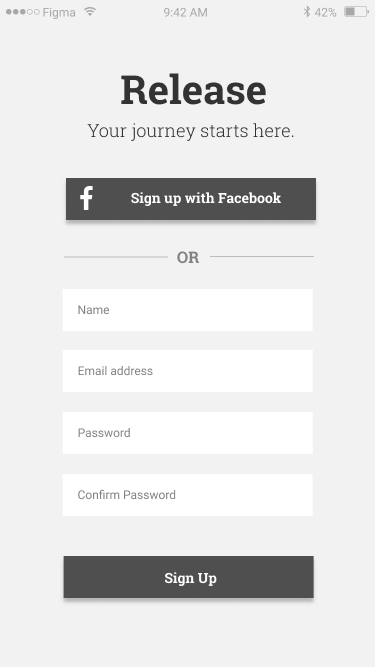 Figma 9:42 AM 42%
Release
Your journey starts here.
Sign up with Facebook
OR
Name
Email address
Password
Confirm Password
Sign Up